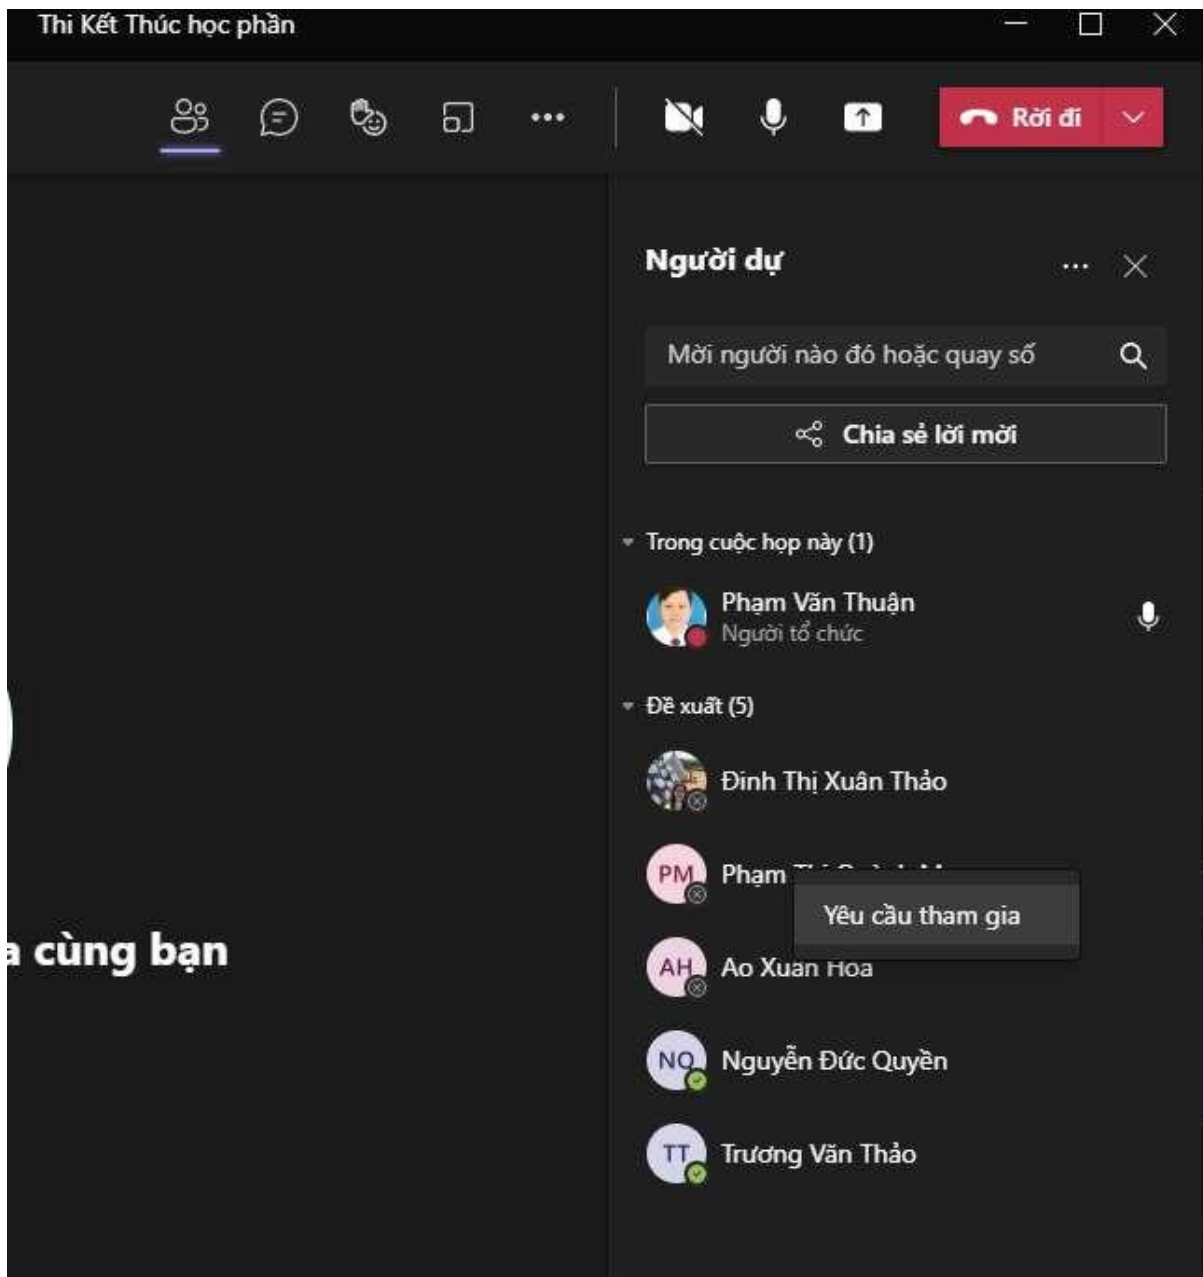 Thi Kết Thúc học phần
Rời đi
Người dự
Mời người nào đó hoặc quay số
Chia sẻ lời mời
Trong cuộc họp này (1)
Phạm Văn Thuận
Người tổ chức
Đề xuất (5)
Đinh Thị Xuân Thảo
PM
Phạm
Yêu cầu tham gia
cùng bạn
AH
Ao Xuân Hòa
NQ
Nguyễn Đức Quyền
TT
Trương Văn Thảo